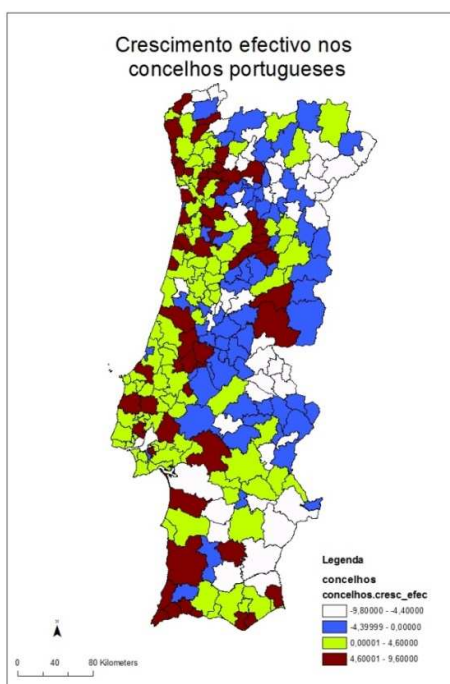 Crescimento efectivo nos
concelhos portugueses
Legenda
concelhos
concelhos.cresc_efec
-9,80000 - -4,40000
-4,39999 - 0,00000
0,00001 - 4,60000
4,60001 - 9,60000
N
0 40 80 Kilometers